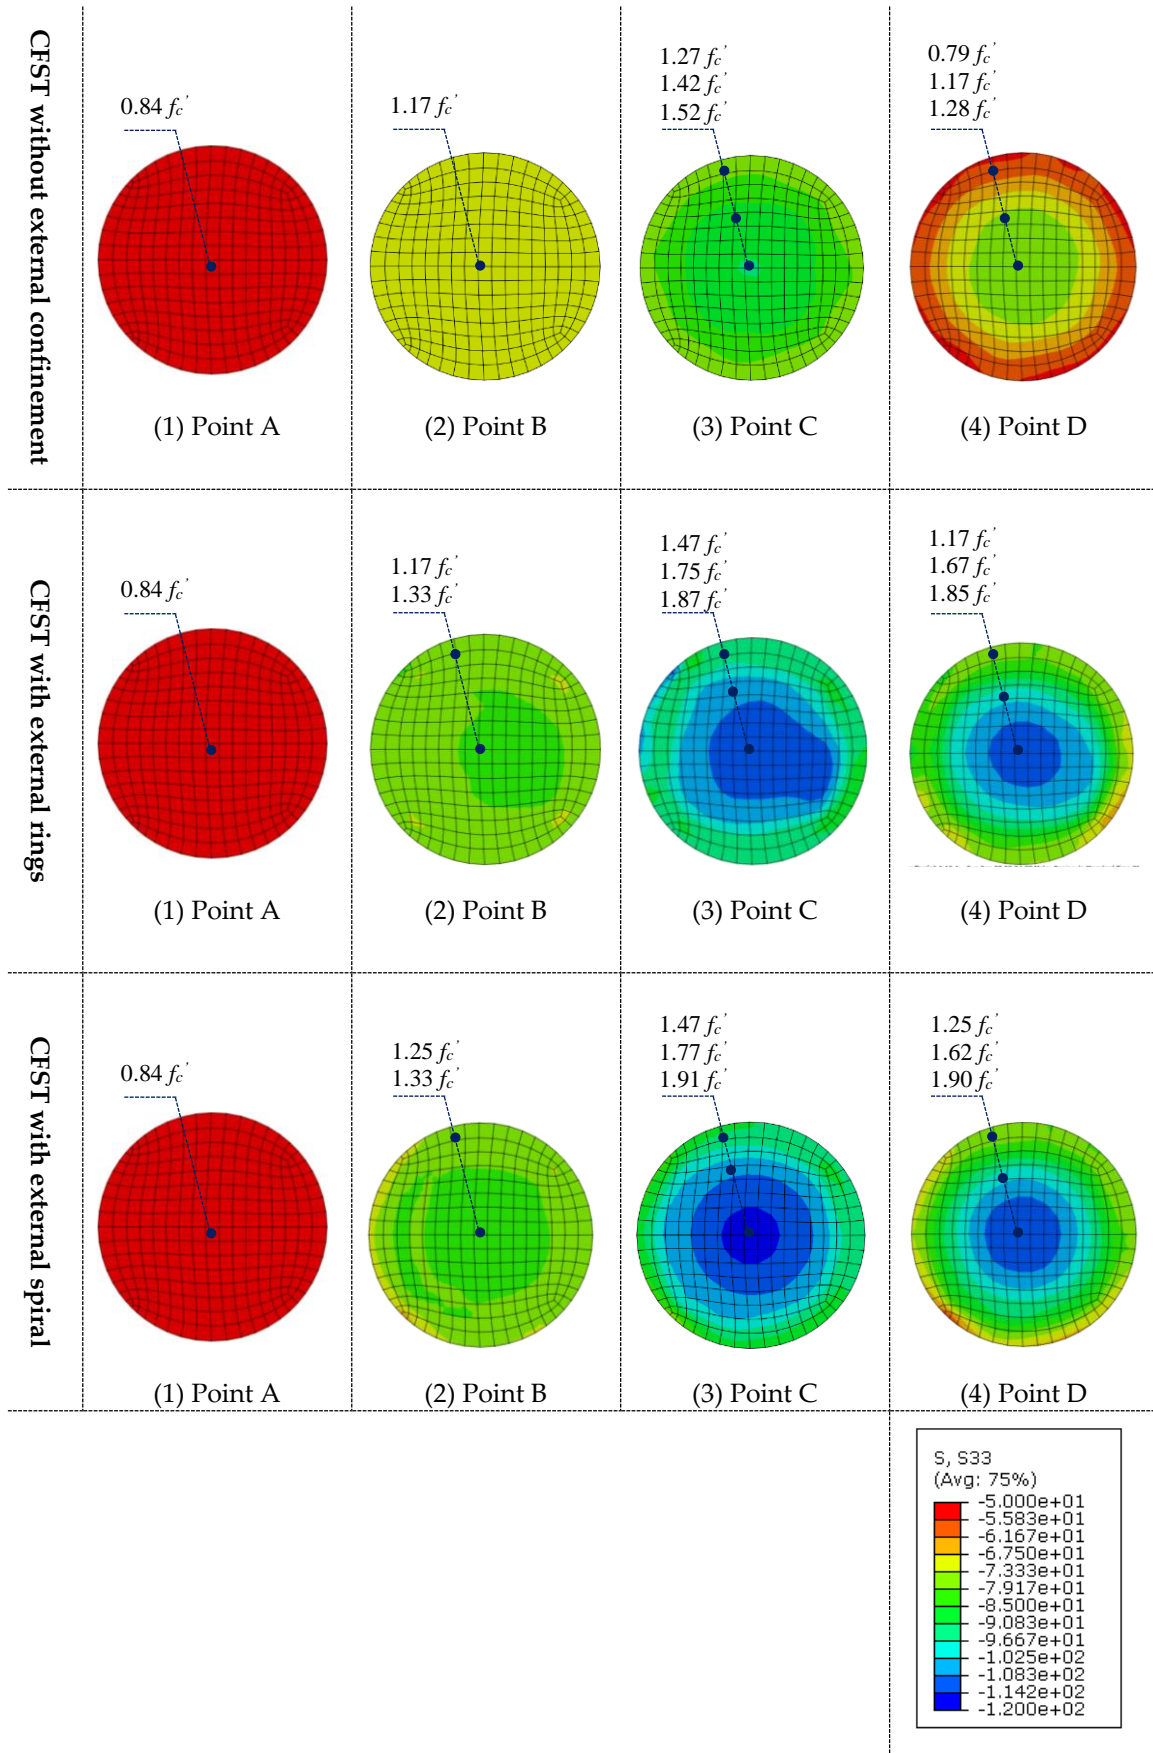 CFST without external confinement
0.84 fc'
(1) Point A
1.17 fc'
(2) Point B
1.27 fc'
1.42 fc'
1.52 fc'
(3) Point C
0.79 fc'
1.17 fc'
1.28 fc'
(4) Point D
CFST with external rings
0.84 fc'
(1) Point A
1.17 fc'
1.33 fc'
(2) Point B
1.47 fc'
1.75 fc'
1.87 fc'
(3) Point C
1.17 fc'
1.67 fc'
1.85 fc'
(4) Point D
CFST with external spiral
0.84 fc'
(1) Point A
1.25 fc'
1.33 fc'
(2) Point B
1.47 fc'
1.77 fc'
1.91 fc'
(3) Point C
1.25 fc'
1.62 fc'
1.90 fc'
(4) Point D
S, S33
(Avg: 75%)
-5.000e+01
-5.583e+01
-6.167e+01
-6.750e+01
-7.333e+01
-7.917e+01
-8.500e+01
-9.083e+01
-9.667e+01
-1.025e+02
-1.083e+02
-1.142e+02
-1.200e+02